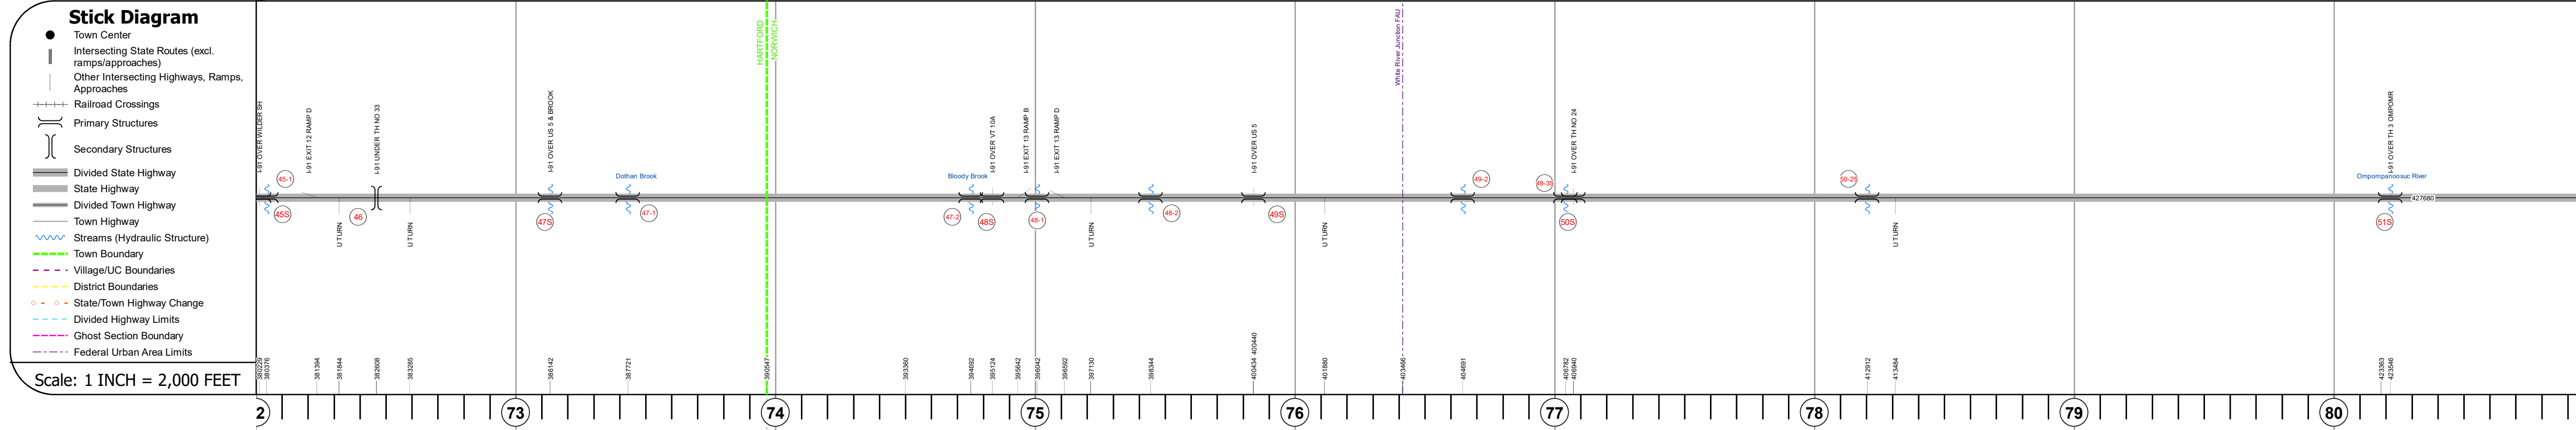 Stick Diagram
Town Center
Intersecting State Routes (excl.
ramps/approaches)
Other Intersecting Highways, Ramps,
Approaches
Railroad Crossings
Primary Structures
Secondary Structures
Divided State Highway
State Highway
Divided Town Highway
Town Highway
Streams (Hydraulic Structure)
Town Boundary
Village/UC Boundaries
District Boundaries
State/Town Highway Change
Divided Highway Limits
Ghost Section Boundary
Federal Urban Area Limits
Scale: 1 INCH = 2,000 FEET
HARTFORD
NORWICH
White River Junction FAU
I-91 OVER WILDER SH
I-91 EXIT 12 RAMP D
I-91 UNDER TH NO 33
I-91 OVER US 5 & BROOK
I-91 OVER VT 10A
I-91 EXIT 13 RAMP B
I-91 EXIT 13 RAMP D
I-91 OVER US 5
I-91 OVER TH NO 24
I-91 OVER TH 3 OMPOMR
Dothan Brook
Bloody Brook
Ompompanoosuc River
45-1
49-2
49-3S
50-2S
427680
45S
46
47S
47-1
47-2
48S
48-1
48-2
49S
50S
51S
U TURN
U TURN
U TURN
U TURN
U TURN
380229
380376
381394
381844
382608
383285
386142
387721
390547
393360
394692
395124
395642
396042
396592
397130
398344
400434 400440
401880
403466
404691
406782
406940
412912
413484
423363
423546
2
73
74
75
76
77
78
79
80